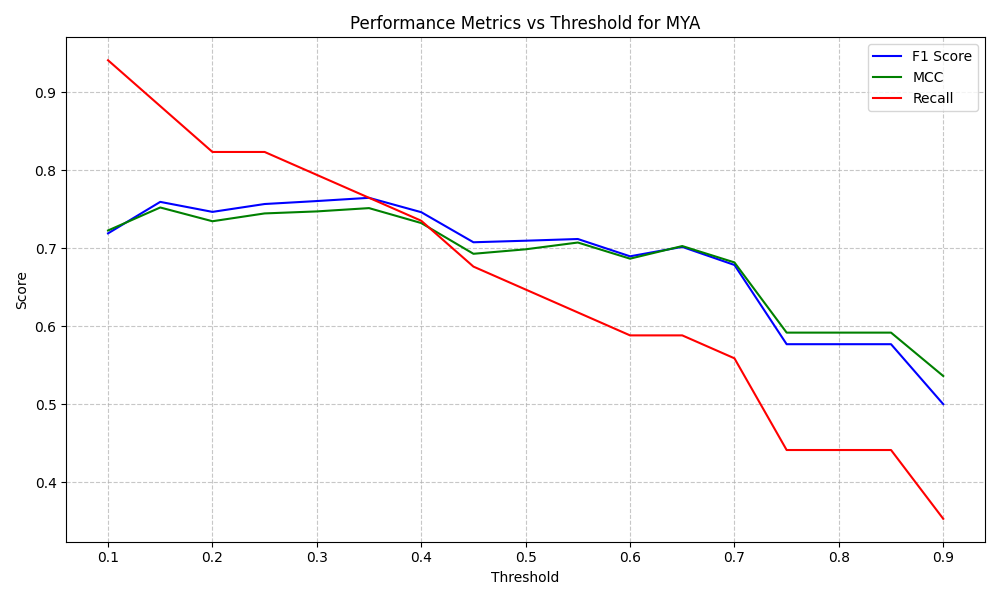 Performance Metrics vs Threshold for MYA
F1 Score
MCC
Recall
0.9
0.8
0.7
0.6
0.5
0.4
Score
0.1 0.2 0.3 0.4 0.5 0.6 0.7 0.8 0.9
Threshold